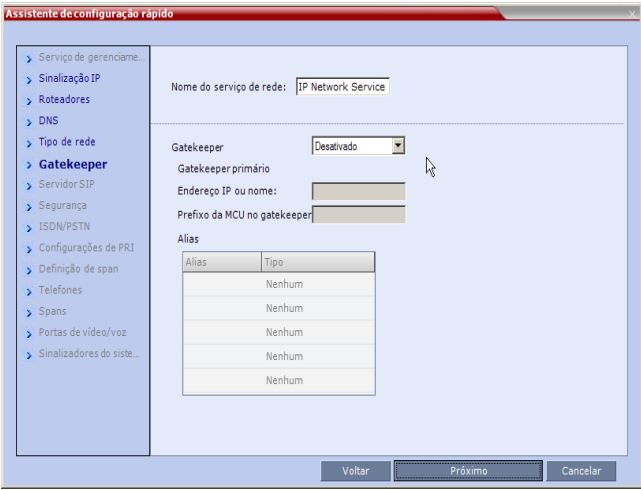 Assistente de configuração rápido
Serviço de gerenciame...
Sinalização IP
Roteadores
DNS
Tipo de rede
Gatekeeper
Servidor SIP
Segurança
ISDN/PSTN
Configurações de PRI
Definição de span
Telefones
Spans
Portas de vídeo/voz
Sinalizadores do siste...
Nome do serviço de rede: IP Network Service
Gatekeeper Desativado
Gatekeeper primário
Endereço IP ou nome:
Prefixo da MCU no gatekeeper
Alias
Alias Tipo
Nenhum
Nenhum
Nenhum
Nenhum
Nenhum
Voltar Próximo Cancelar